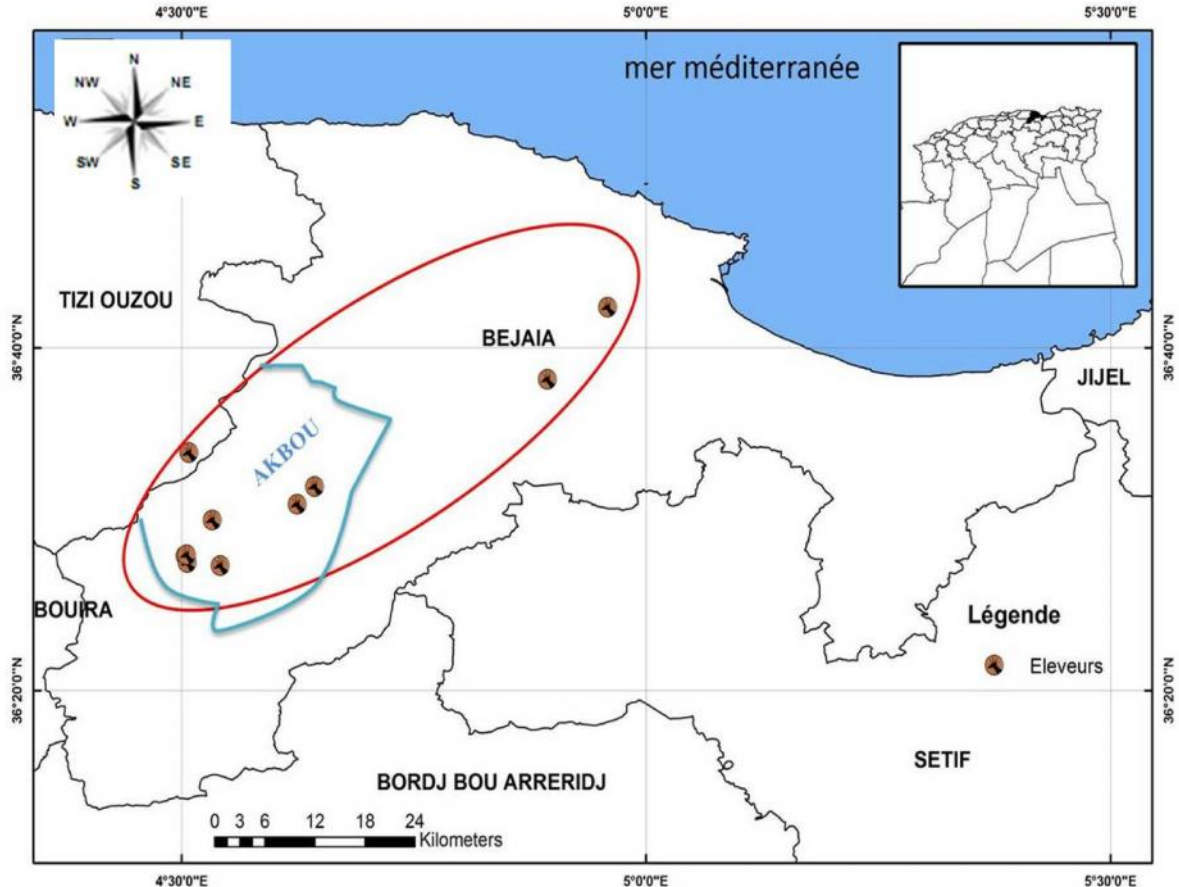 4°30'0"E
5°0'0"E
5°30'0"E
N
NW
NE
W
E
SW
SE
S
mer méditerranée
TIZI OUZOU
36°40'0"N
BEJAIA
36°40'0"N
JIJEL
AKBOU
BOUIRA
Légende
Eleveurs
36°20'0"N
36°20'0"N
SETIF
BORDJ BOU ARRERIDJ
0 3 6 12 18 24
Kilometers
4°30'0"E
5°0'0"E
5°30'0"E